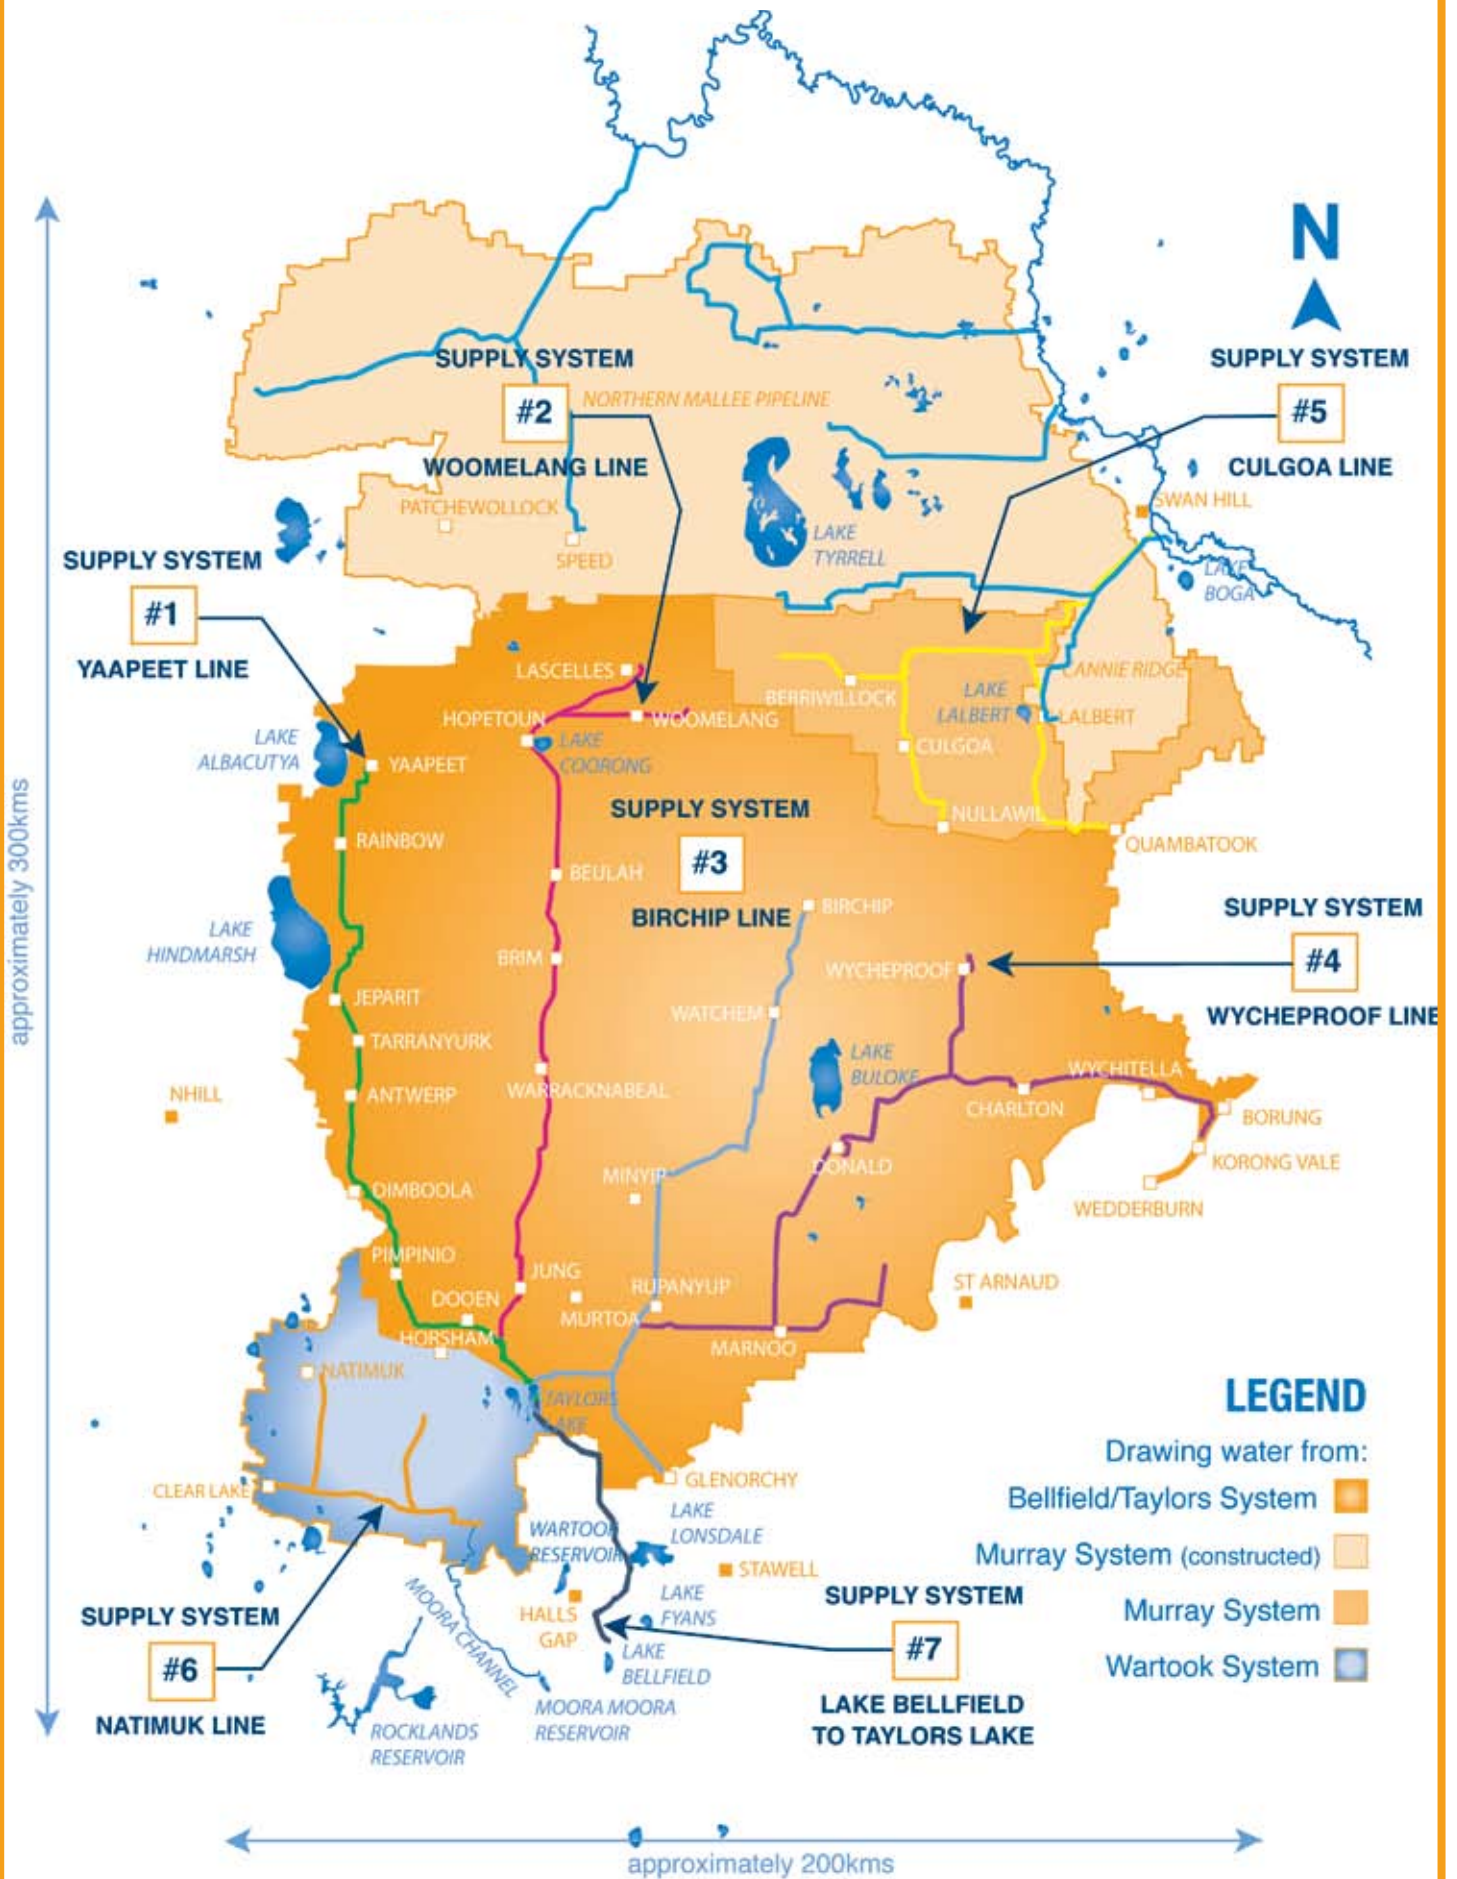 N
SUPPLY SYSTEM
#2
WOOMELANG LINE
NORTHERN MALLEE PIPELINE
SUPPLY SYSTEM
#5
CULGOA LINE
PATCHEWOLLOCK
SPEED
LAKE
TYRRELL
SWAN HILL
LAKE
BOGA
SUPPLY SYSTEM
#1
YAAPEET LINE
LASCELLES
HOPETOUN
WOOMELANG
BERRIWILLOCK
LAKE
LALBERT
CANNIE RIDGE
LALBERT
LAKE
ALBACUTYA
YAAPEET
LAKE
COORONG
CULGOA
approximately 300kms
SUPPLY SYSTEM
#3
BIRCHIP LINE
NULLAWIL
QUAMBATOOK
RAINBOW
BEULAH
BIRCHIP
SUPPLY SYSTEM
#4
WYCHEPROOF LINE
LAKE
HINDMARSH
BRIM
WYCHEPROOF
JEPARIT
WATCHEM
TARRANYURK
LAKE
BULOKE
NHILL
ANTWERP
WARRACKNABEAL
WYCHITELLA
CHARLTON
BORUNG
DIMBOOLA
MINYIP
DONALD
KORONG VALE
WEDDERBURN
PIMPINIO
JUNG
DOOEN
RUPANYUP
MURTOA
ST ARNAUD
HORSHAM
MARNOO
NATIMUK
TAYLORS
LAKE
CLEAR LAKE
GLENORCHY
LAKE
LONSDALE
WARTOOK
RESERVOIR
STAWELL
HALLS
GAP
LAKE
FYANS
LAKE
BELLFIELD
SUPPLY SYSTEM
#6
NATIMUK LINE
MOORA CHANNEL
MOORA MOORA
RESERVOIR
ROCKLANDS
RESERVOIR
SUPPLY SYSTEM
#7
LAKE BELLFIELD
TO TAYLORS LAKE
LEGEND
Drawing water from:
Bellfield/Taylors System
Murray System (constructed)
Murray System
Wartook System
approximately 200kms